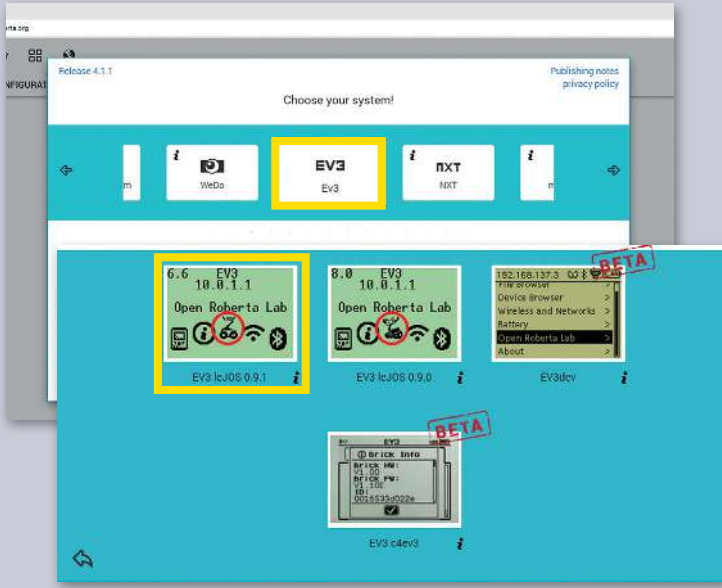 rta.org
NFIGURAT
Release 4.1.1
Publishing notes
privacy policy
Choose your system!
m
i
WeDo
EV3
Ev3
i
NXT
NXT
i
6.6 EV3
10.0.1.1
Open Roberta Lab
EV3 leJOS 0.9.1 i
8.0 EV3
10.0.1.1
Open Roberta Lab
EV3 leJOS 0.9.0 i
BETA
192.168.137.3
File Browser >
Device Browser >
Wireless and Networks >
Battery >
Open Roberta Lab >
About >
EV3dev i
BETA
EV3
Brick Info
Brick HW:
V1.00
Brick FW:
V1.10E
ID:
0016533d022e
EV3 c4ev3 i